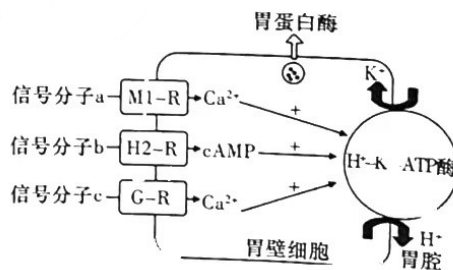 胃蛋白酶
K⁺
信号分子a M1-R Ca²⁺ +
信号分子b H2-R cAMP + H⁺-K -ATP酶
信号分子c G-R Ca²⁺ +
胃壁细胞 H⁺
胃腔